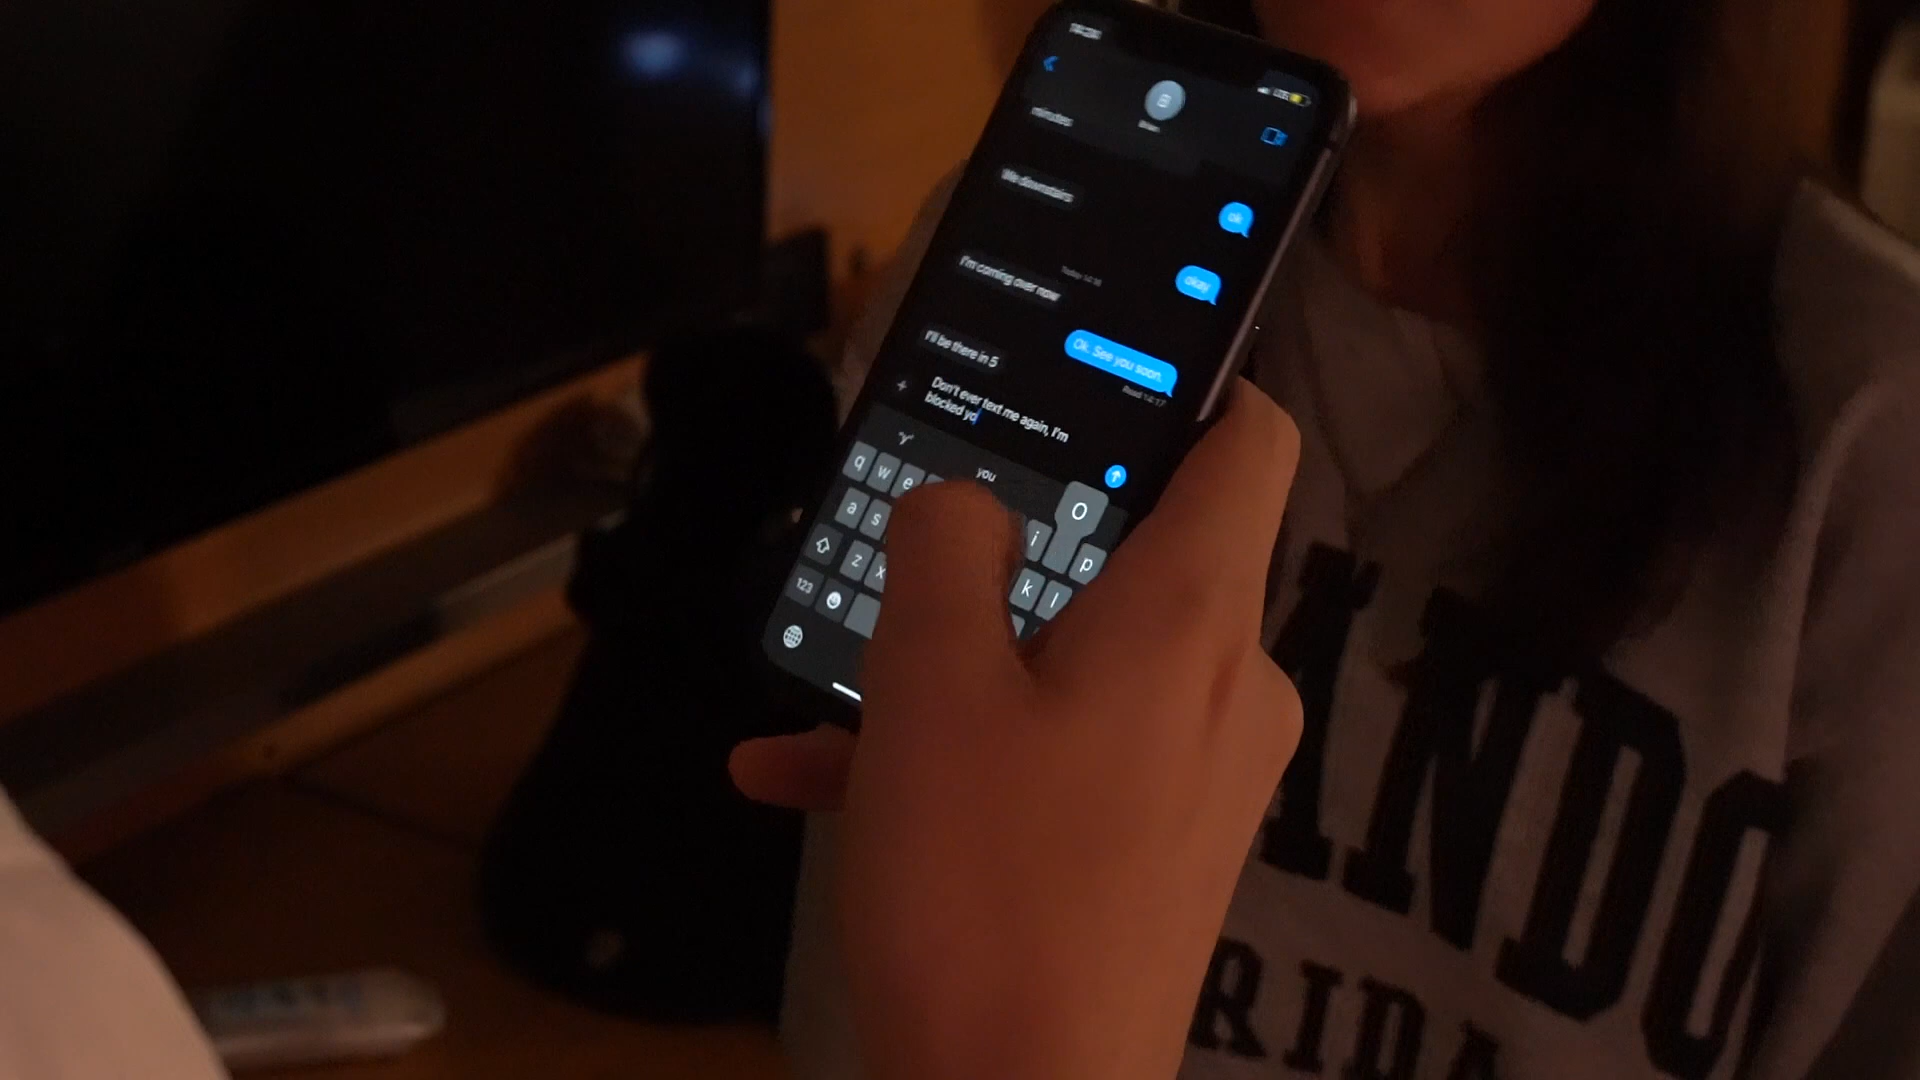 minutes
We downstairs
ok
okay
I'm coming over now
Ok. See you soon.
I'll be there in 5
Don't ever text me again, I'm
blocked yo
"y"
you
q w e i O p
a s k l
z x
123
ANDO
RIDA